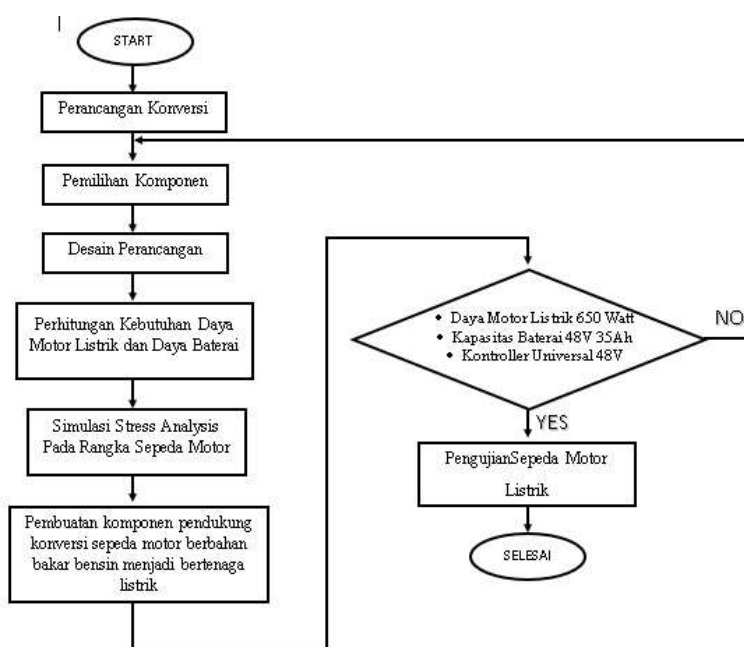 START
Perancangan Konversi
Pemilihan Komponen
Desain Perancangan
Perhitungan Kebutuhan Daya
Motor Listrik dan Daya Baterai
Simulasi Stress Analysis
Pada Rangka Sepeda Motor
Pembuatan komponen pendukung
konversi sepeda motor berbahan
bakar bensin menjadi bertenaga
listrik
• Daya Motor Listrik 650 Watt
• Kapasitas Baterai 48V 35Ah
• Kontroller Universal 48V
NO
YES
PengujianSepeda Motor
Listrik
SELESAI